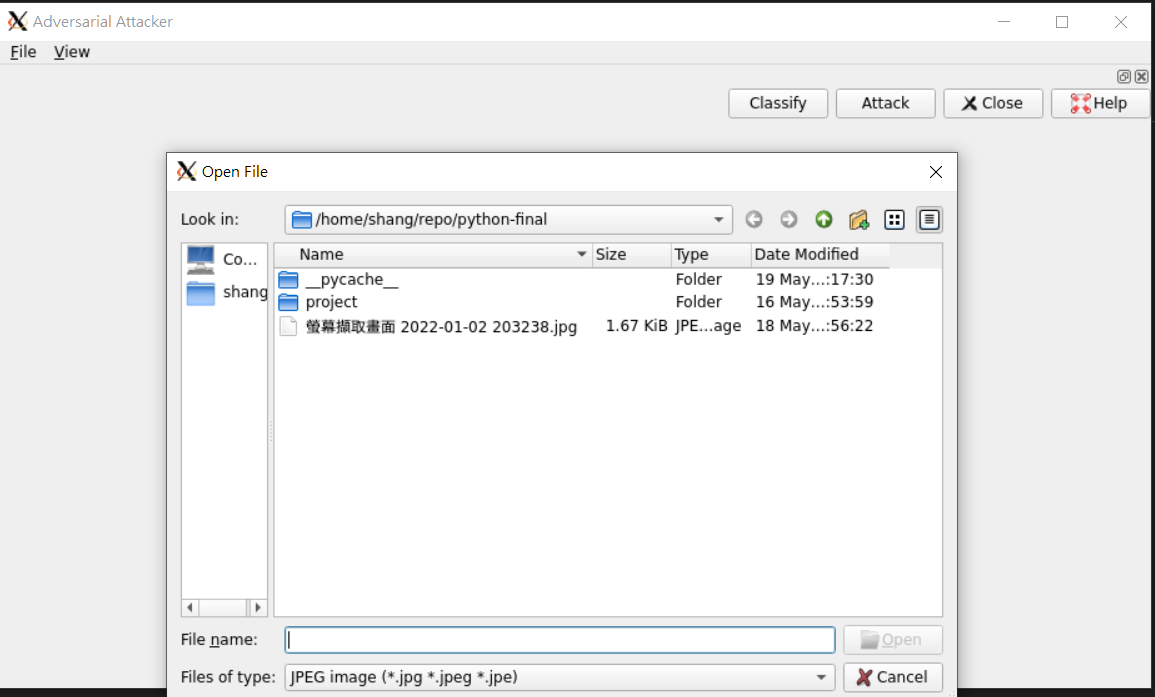 Adversarial Attacker
File View
Classify Attack Close Help
Open File
Look in: /home/shang/repo/python-final
Co...
shang
Name Size Type Date Modified
__pycache__ Folder 19 May...:17:30
project Folder 16 May...:53:59
螢幕擷取畫面 2022-01-02 203238.jpg 1.67 KiB JPE...age 18 May...:56:22
File name: Open
Files of type: JPEG image (*.jpg *.jpeg *.jpe) Cancel